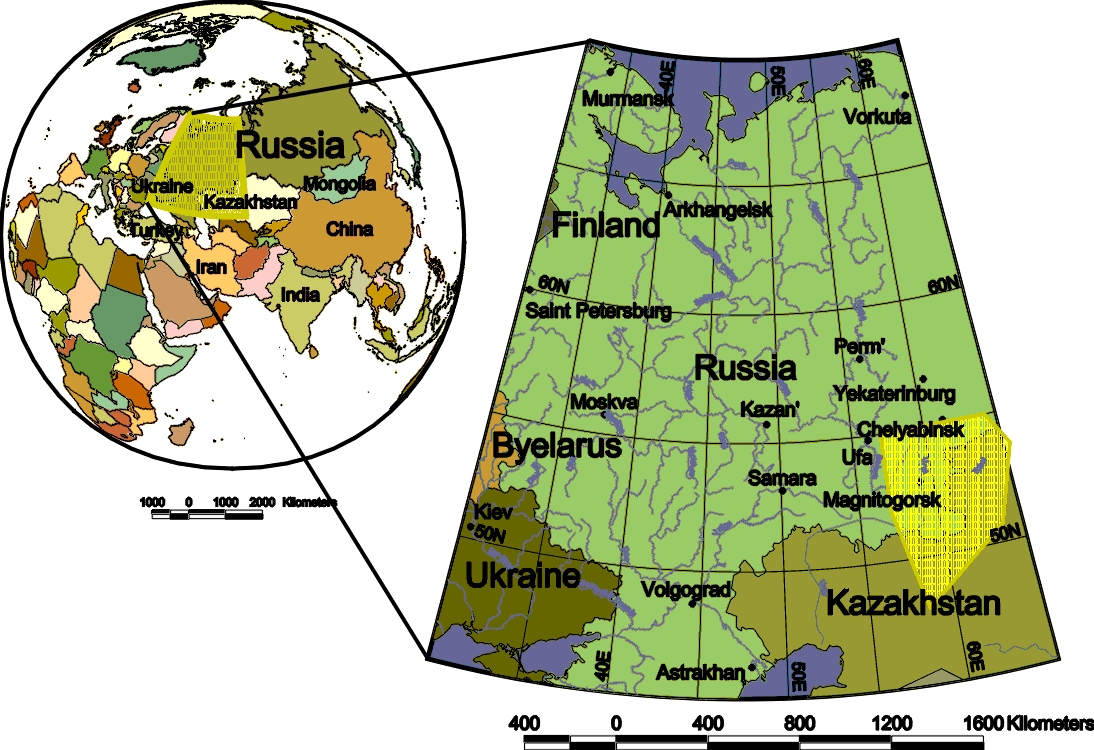 Russia
Ukraine
Kazakhstan
Mongolia
Turkey
China
Iran
India
1000 0 1000 2000 Kilometers
40E
50E
60E
Murmansk
Vorkuta
Arkhangelsk
Finland
60N
60N
Saint Petersburg
Perm'
Russia
Yekaterinburg
Moskva
Kazan'
Chelyabinsk
Byelarus
Ufa
Samara
Magnitogorsk
Kiev
50N
50N
Ukraine
Volgograd
Kazakhstan
40E
50E
60E
Astrakhan
400 0 400 800 1200 1600 Kilometers